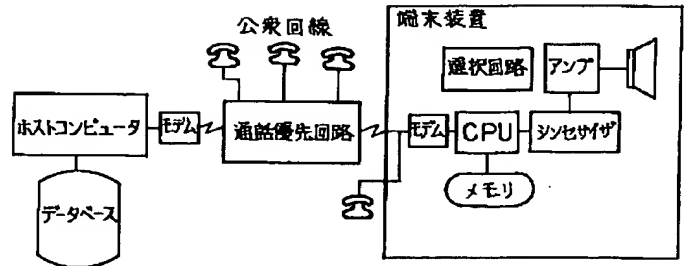 公衆回線
端末装置
選択回路
アンプ
ホストコンピュータ
モデム
通話優先回路
モデム
CPU
シンセサイザ
メモリ
データベース